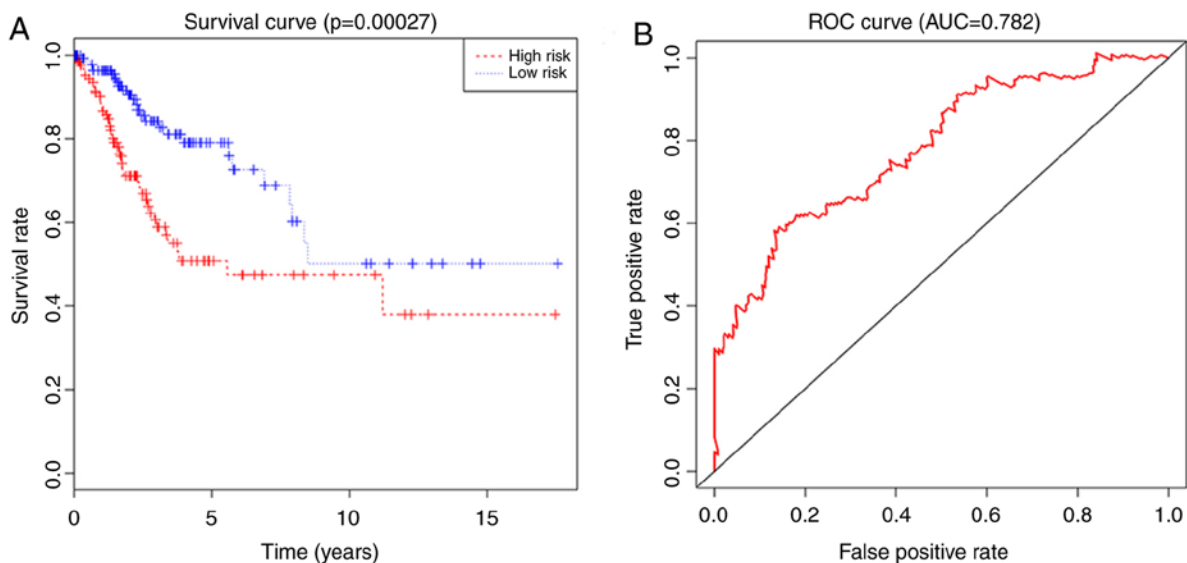 A
Survival curve (p=0.00027)
High risk
Low risk
Survival rate
1.0
0.8
0.6
0.4
0.2
0.0
0 5 10 15
Time (years)
B
ROC curve (AUC=0.782)
True positive rate
1.0
0.8
0.6
0.4
0.2
0.0
0.0 0.2 0.4 0.6 0.8 1.0
False positive rate